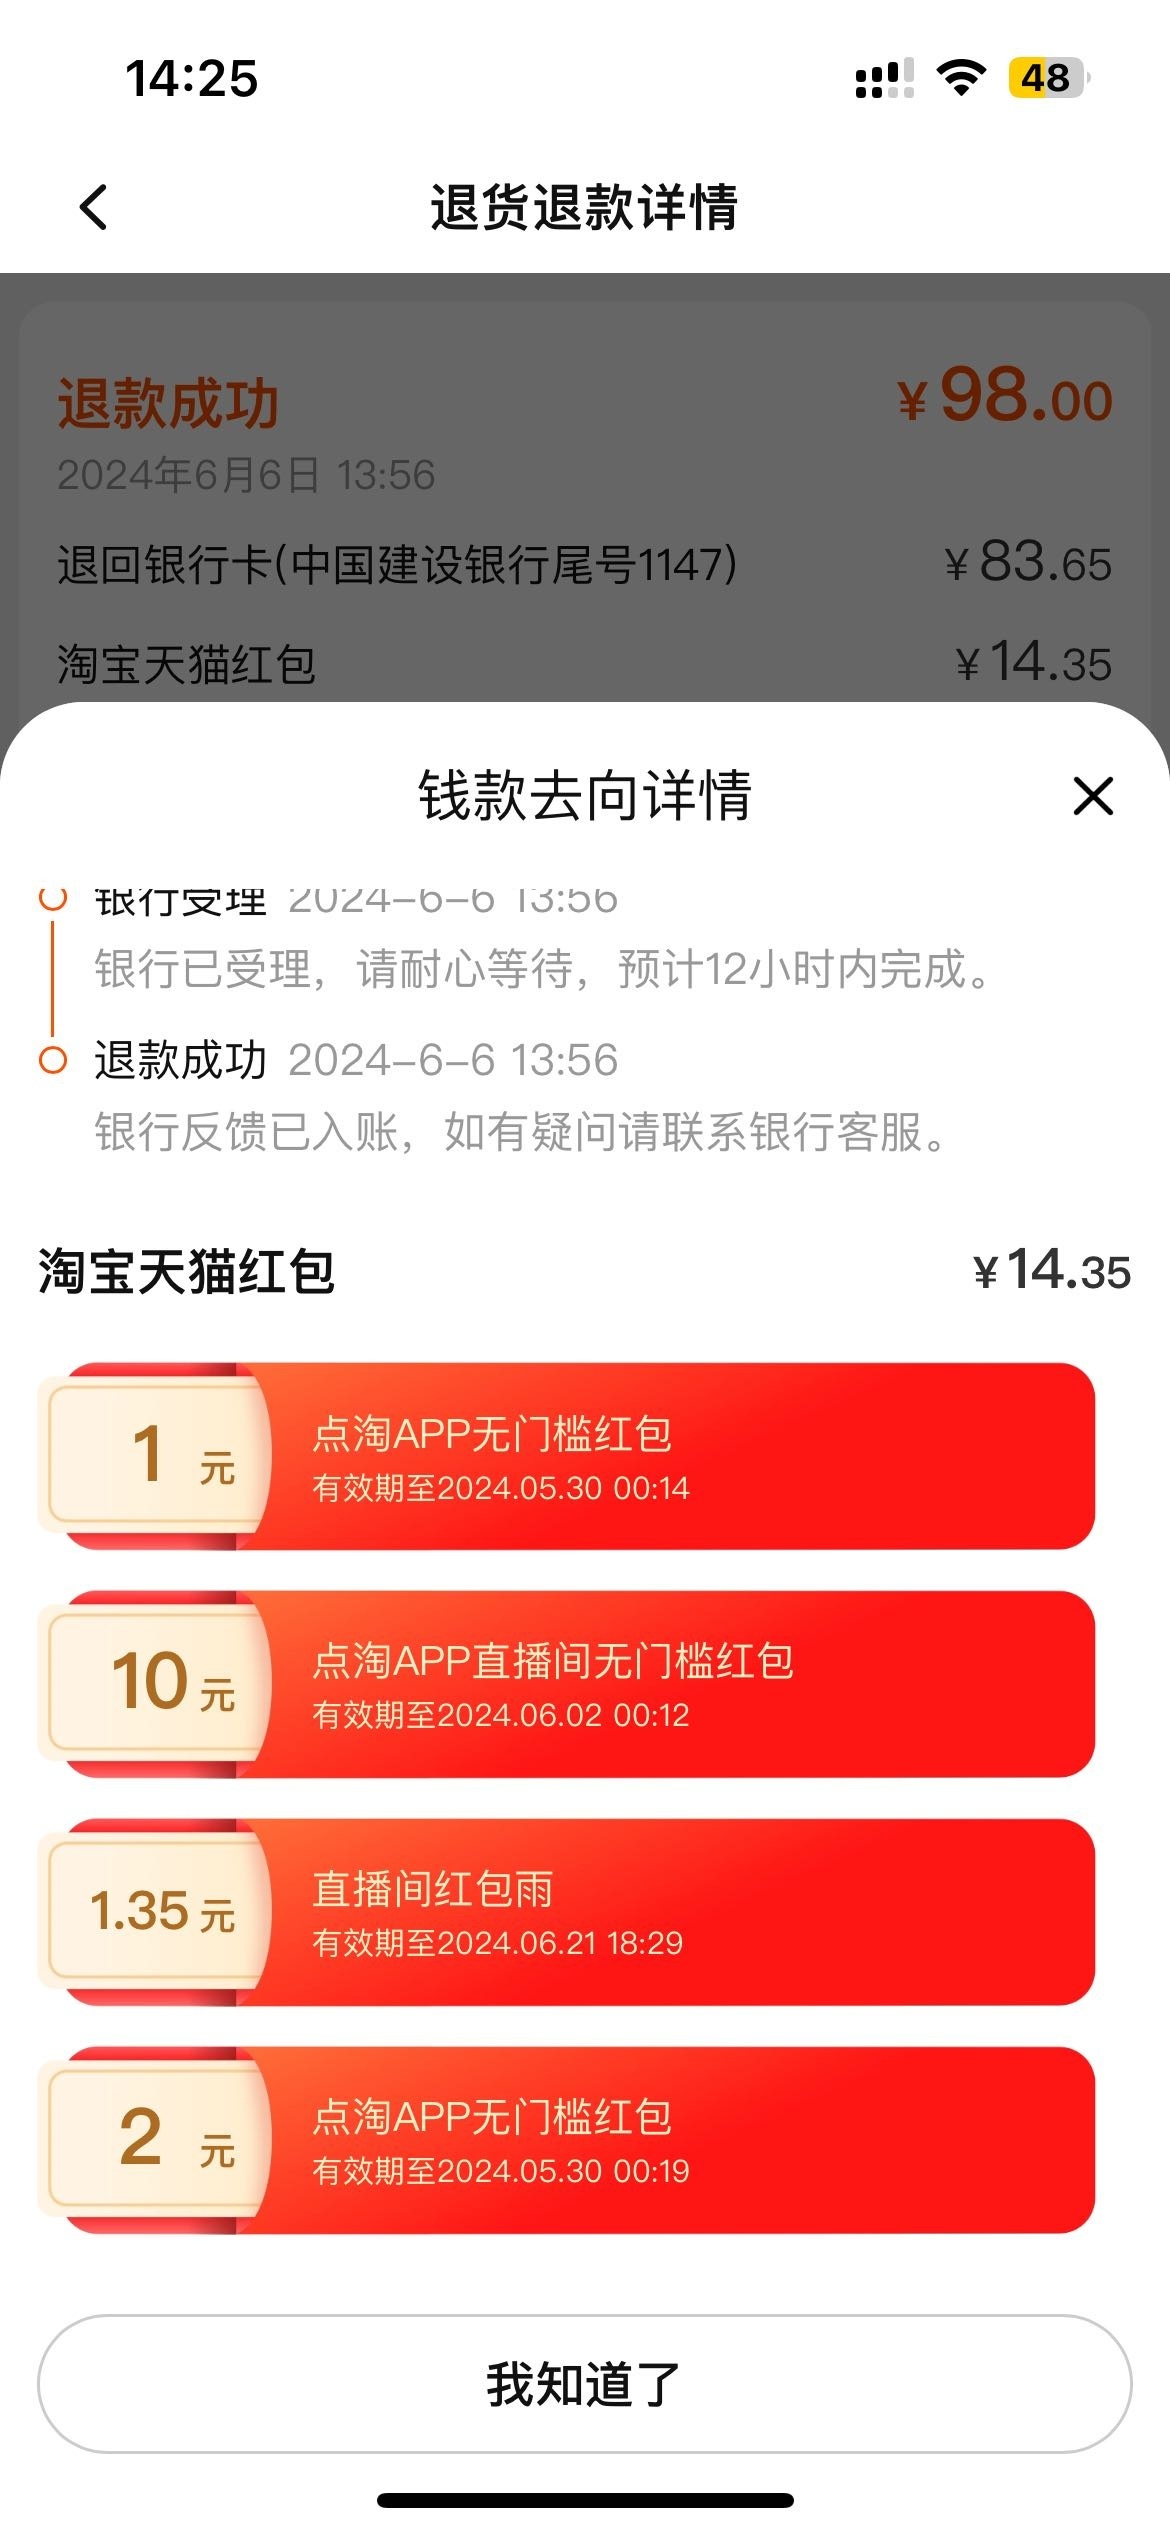 14:25
48
退货退款详情
退款成功 ¥98.00
2024年6月6日 13:56
退回银行卡(中国建设银行尾号1147) ¥83.65
淘宝天猫红包 ¥14.35
钱款去向详情
银行受理 2024-6-6 13:56
银行已受理，请耐心等待，预计12小时内完成。
退款成功 2024-6-6 13:56
银行反馈已入账，如有疑问请联系银行客服。
淘宝天猫红包 ¥14.35
1 元
点淘APP无门槛红包
有效期至2024.05.30 00:14
10 元
点淘APP直播间无门槛红包
有效期至2024.06.02 00:12
1.35 元
直播间红包雨
有效期至2024.06.21 18:29
2 元
点淘APP无门槛红包
有效期至2024.05.30 00:19
我知道了